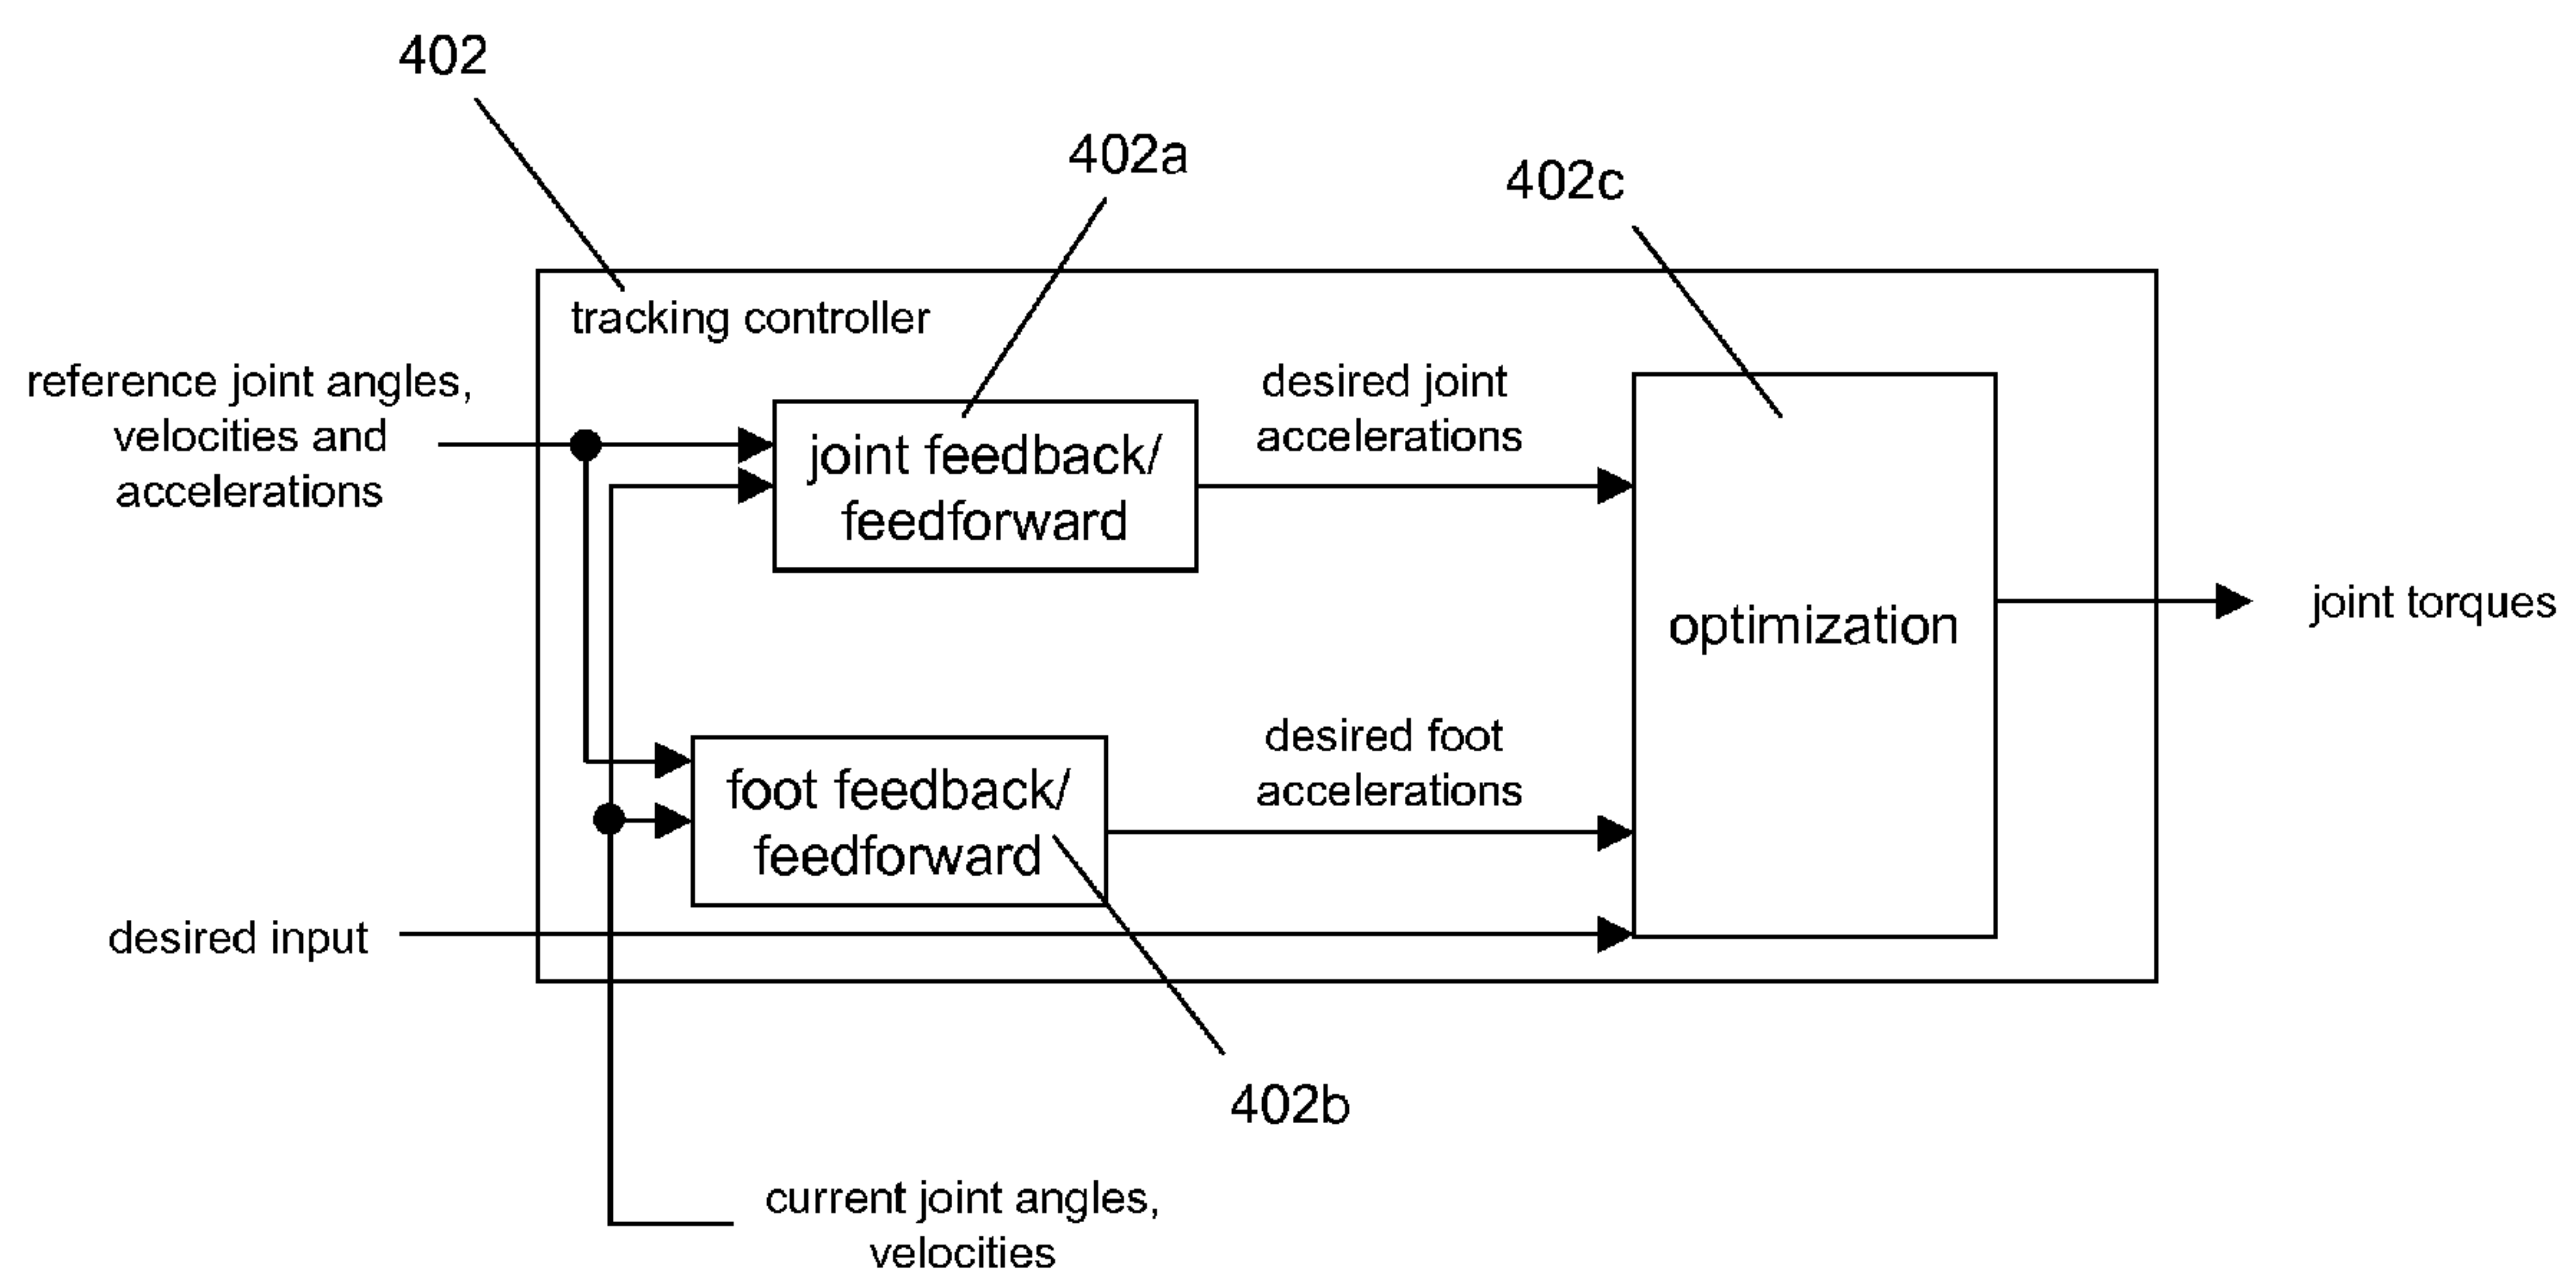 402
402a
402c
tracking controller
reference joint angles,
velocities and
accelerations
joint feedback/
feedforward
desired joint
accelerations
optimization
joint torques
foot feedback/
feedforward
desired foot
accelerations
desired input
402b
current joint angles,
velocities